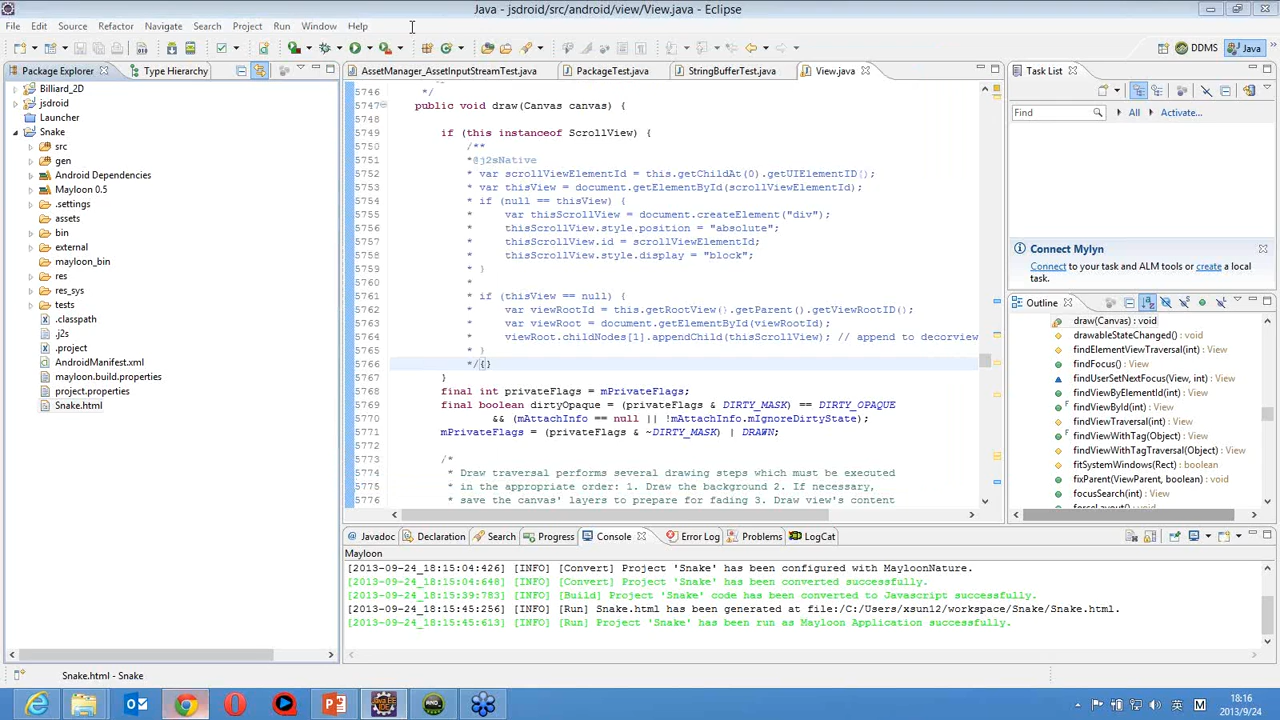 Java - jsdroid/src/android/view/View.java - Eclipse
File Edit Source Refactor Navigate Search Project Run Window Help
DDMS Java
Package Explorer Type Hierarchy
AssetManager_AssetInputStreamTest.java PackageTest.java StringBufferTest.java View.java
Task List
Billiard_2D
jsdroid
Launcher
Snake
src
gen
Android Dependencies
Mayloon 0.5
.settings
assets
bin
external
mayloon_bin
res
res_sys
tests
.classpath
.j2s
.project
AndroidManifest.xml
mayloon.build.properties
project.properties
Snake.html
5746 */
5747 public void draw(Canvas canvas) {
5748
5749 if (this instanceof ScrollView) {
5750 /**
5751 *@j2sNative
5752 * var scrollViewElementId = this.getChildAt(0).getUIElementID();
5753 * var thisView = document.getElementById(scrollViewElementId);
5754 * if (null == thisView) {
5755 * var thisScrollView = document.createElement("div");
5756 * thisScrollView.style.position = "absolute";
5757 * thisScrollView.id = scrollViewElementId;
5758 * thisScrollView.style.display = "block";
5759 * }
5760 *
5761 * if (thisView == null) {
5762 * var viewRootId = this.getRootView().getParent().getViewRootID();
5763 * var viewRoot = document.getElementById(viewRootId);
5764 * viewRoot.childNodes[1].appendChild(thisScrollView); // append to decorview
5765 * }
5766 */{}
5767 }
5768 final int privateFlags = mPrivateFlags;
5769 final boolean dirtyOpaque = (privateFlags & DIRTY_MASK) == DIRTY_OPAQUE
5770 && (mAttachInfo == null || !mAttachInfo.mIgnoreDirtyState);
5771 mPrivateFlags = (privateFlags & ~DIRTY_MASK) | DRAWN;
5772
5773 /*
5774 * Draw traversal performs several drawing steps which must be executed
5775 * in the appropriate order: 1. Draw the background 2. If necessary,
5776 * save the canvas' layers to prepare for fading 3. Draw view's content
Find All Activate...
Connect Mylyn
Connect to your task and ALM tools or create a local
task.
Outline
draw(Canvas) : void
drawableStateChanged() : void
findElementViewTraversal(int) : View
findFocus() : View
findUserSetNextFocus(View, int) : View
findViewByElementId(int) : View
findViewById(int) : View
findViewTraversal(int) : View
findViewWithTag(Object) : View
findViewWithTagTraversal(Object) : View
fitSystemWindows(Rect) : boolean
fixParent(ViewParent, boolean) : void
focusSearch(int) : View
forceLayout() : void
Javadoc Declaration Search Progress Console Error Log Problems LogCat
Mayloon
[2013-09-24_18:15:04:426] [INFO] [Convert] Project 'Snake' has been configured with MayloonNature.
[2013-09-24_18:15:04:648] [INFO] [Convert] Project 'Snake' has been converted successfully.
[2013-09-24_18:15:39:783] [INFO] [Build] Project 'Snake' code has been converted to Javascript successfully.
[2013-09-24_18:15:45:256] [INFO] [Run] Snake.html has been generated at file:/C:/Users/xsun12/workspace/Snake/Snake.html.
[2013-09-24_18:15:45:613] [INFO] [Run] Project 'Snake' has been run as Mayloon Application successfully.
Snake.html - Snake
18:16
2013/9/24